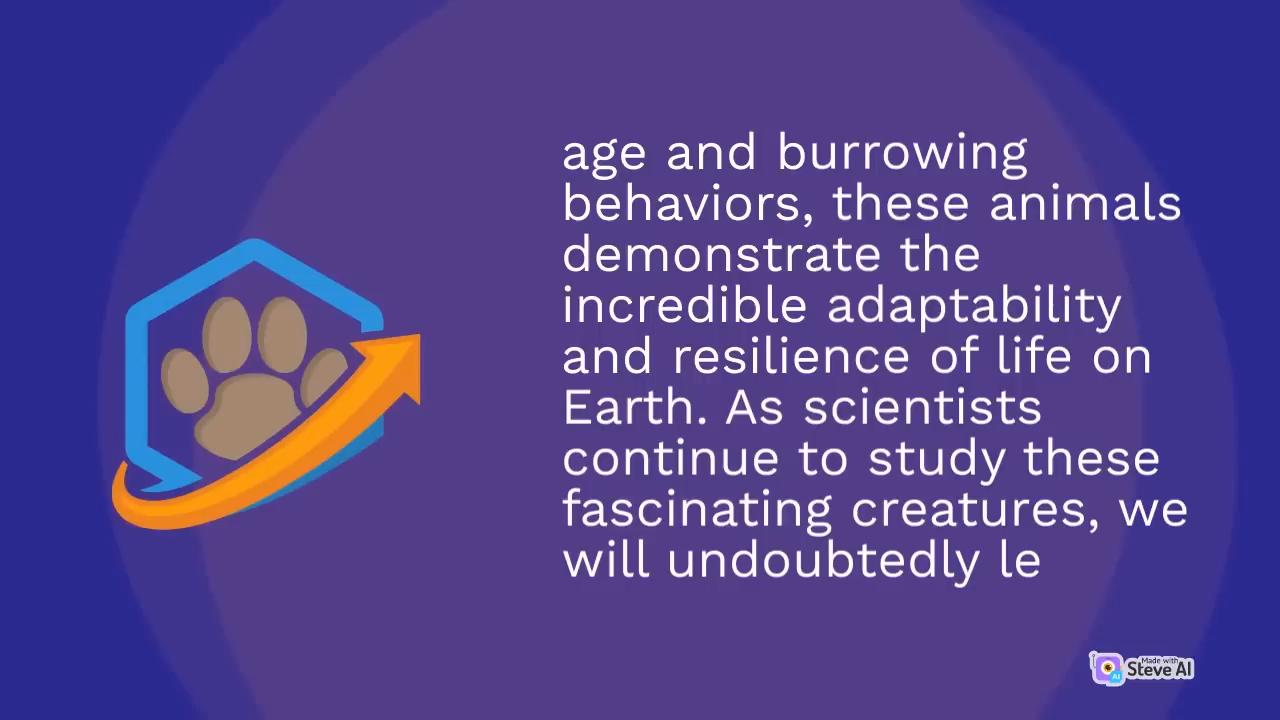 age and burrowing
behaviors, these animals
demonstrate the
incredible adaptability
and resilience of life on
Earth. As scientists
continue to study these
fascinating creatures, we
will undoubtedly le
Made with
Steve AI
AI